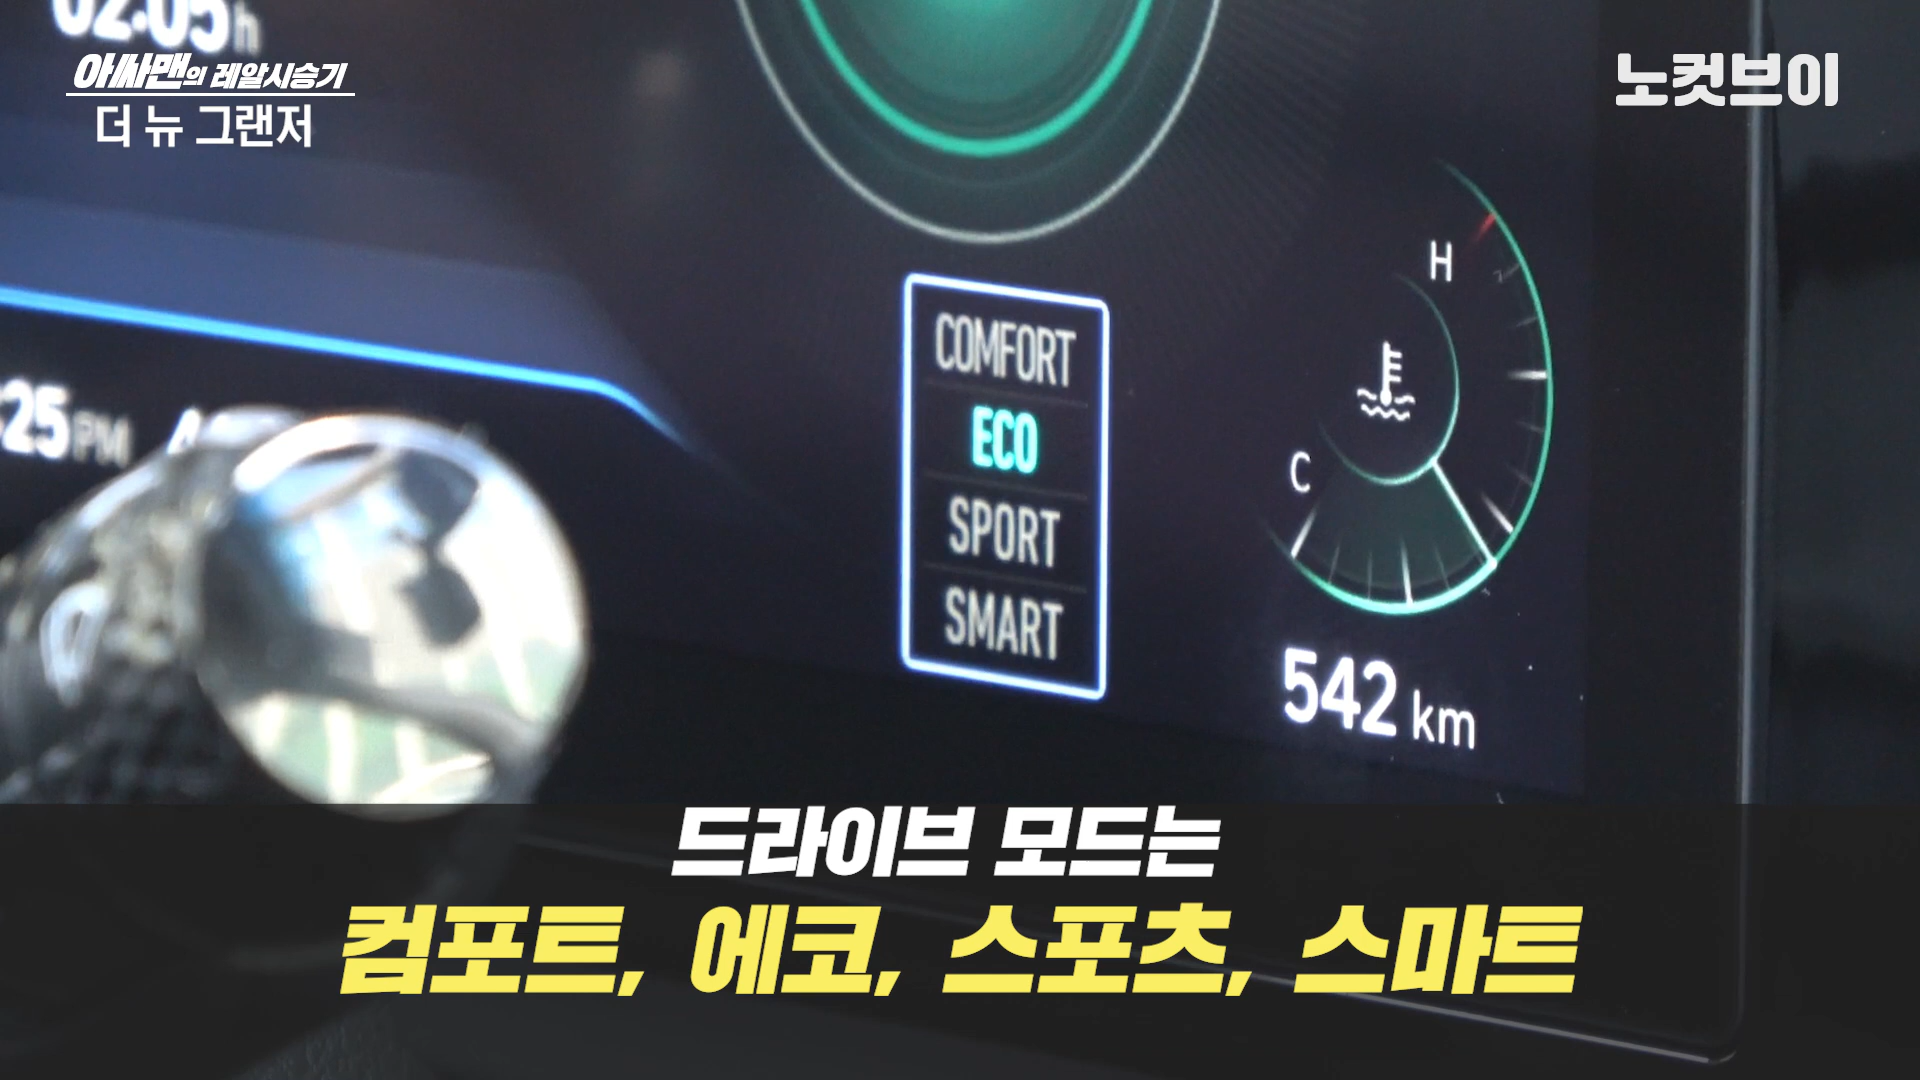 02:05h
아싸맨의 레알시승기
더 뉴 그랜저
노컷브이
H
C
:25PM
COMFORT
ECO
SPORT
SMART
542 km
드라이브 모드는
컴포트, 에코, 스포츠, 스마트